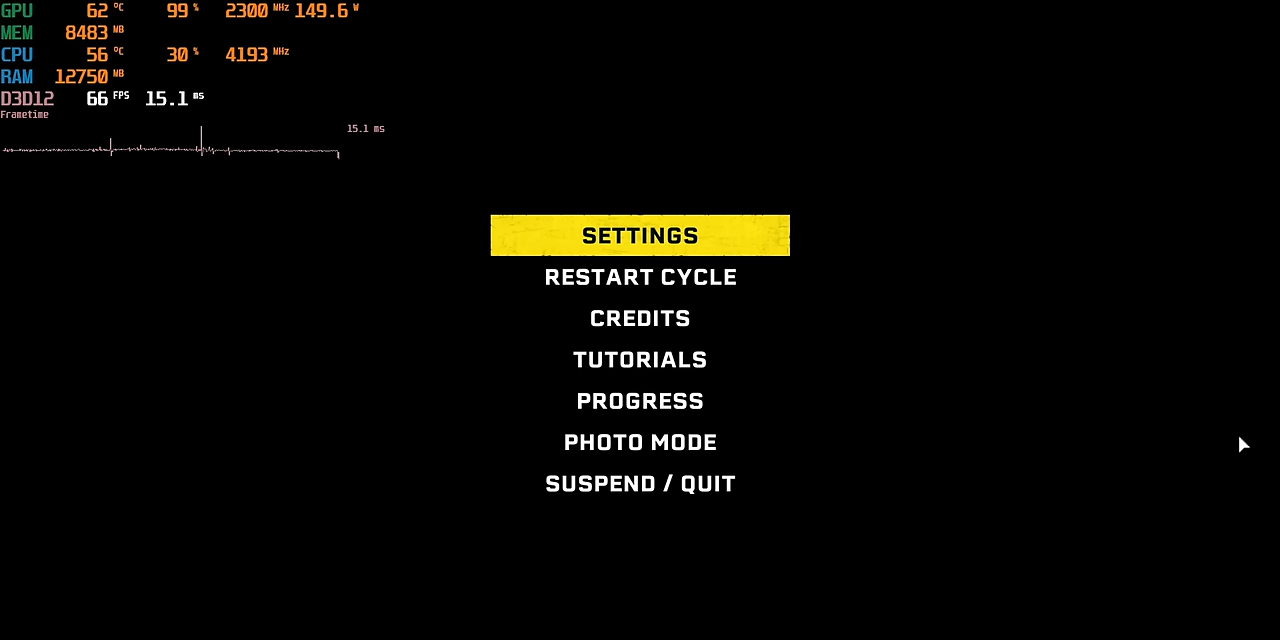 GPU 62 °C 99 % 2300 MHz 149.6 W
MEM 8483 MB
CPU 56 °C 30 % 4193 MHz
RAM 12750 MB
D3D12 66 FPS 15.1 ms
Frametime
15.1 ms
SETTINGS
RESTART CYCLE
CREDITS
TUTORIALS
PROGRESS
PHOTO MODE
SUSPEND / QUIT